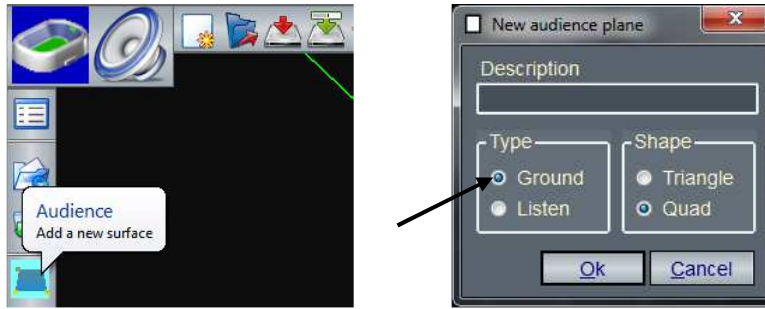 Audience
Add a new surface
New audience plane
Description
Type
Ground
Listen
Shape
Triangle
Quad
Ok
Cancel